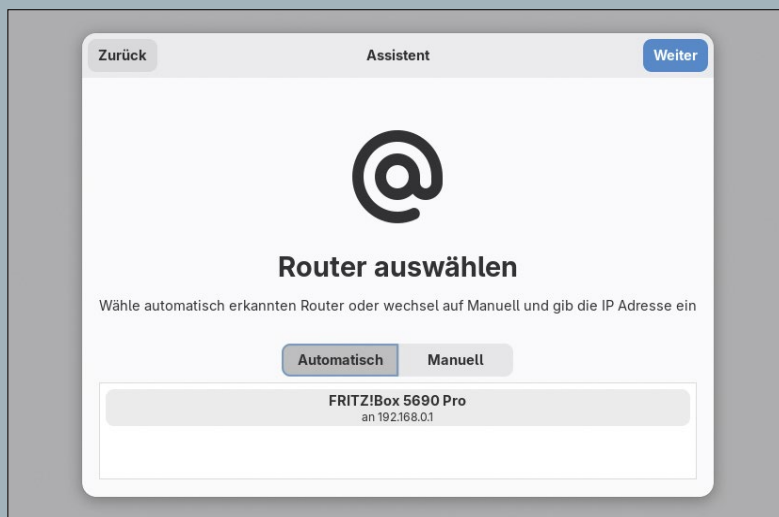 Zurück
Assistent
Weiter
Router auswählen
Wähle automatisch erkannten Router oder wechsel auf Manuell und gib die IP Adresse ein
Automatisch
Manuell
FRITZ!Box 5690 Pro
an 192.168.0.1